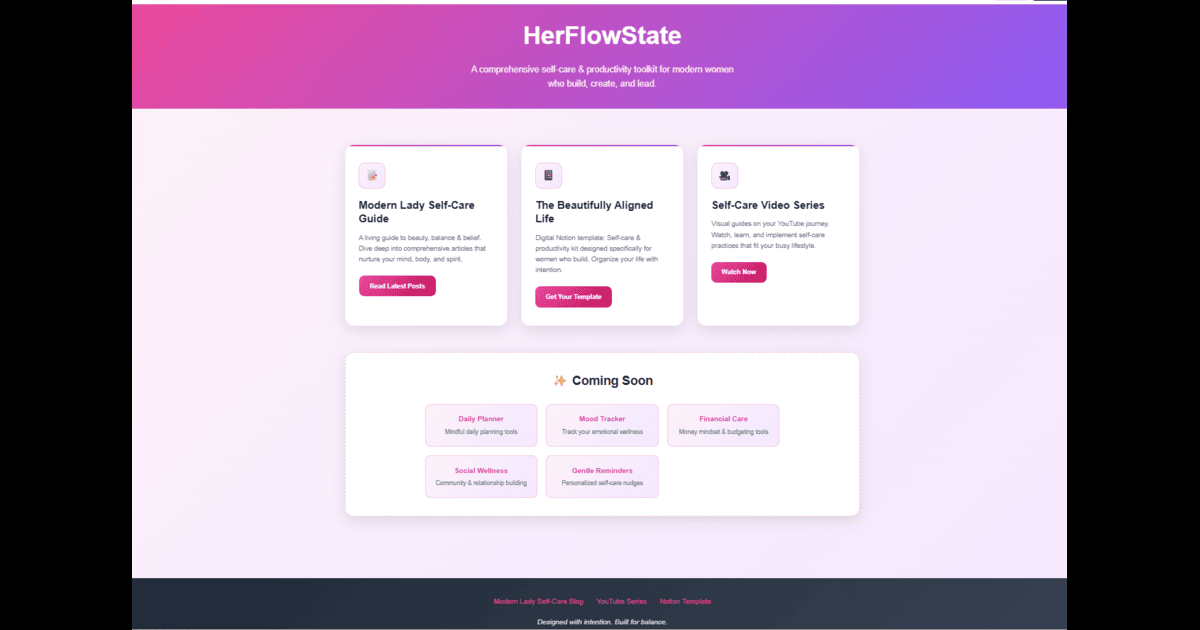 HerFlowState
A comprehensive self-care & productivity toolkit for modern women
who build, create, and lead.
Modern Lady Self-Care
Guide
A living guide to beauty, balance & belief.
Dive deep into comprehensive articles that
nurture your mind, body, and spirit.
Read Latest Posts
The Beautifully Aligned
Life
Digital Notion template: Self-care &
productivity kit designed specifically for
women who build. Organize your life with
intention.
Get Your Template
Self-Care Video Series
Visual guides on your YouTube journey.
Watch, learn, and implement self-care
practices that fit your busy lifestyle.
Watch Now
✨ Coming Soon
Daily Planner
Mindful daily planning tools
Mood Tracker
Track your emotional wellness
Financial Care
Money mindset & budgeting tools
Social Wellness
Community & relationship building
Gentle Reminders
Personalized self-care nudges
Modern Lady Self-Care Blog YouTube Series Notion Template
Designed with intention. Built for balance.